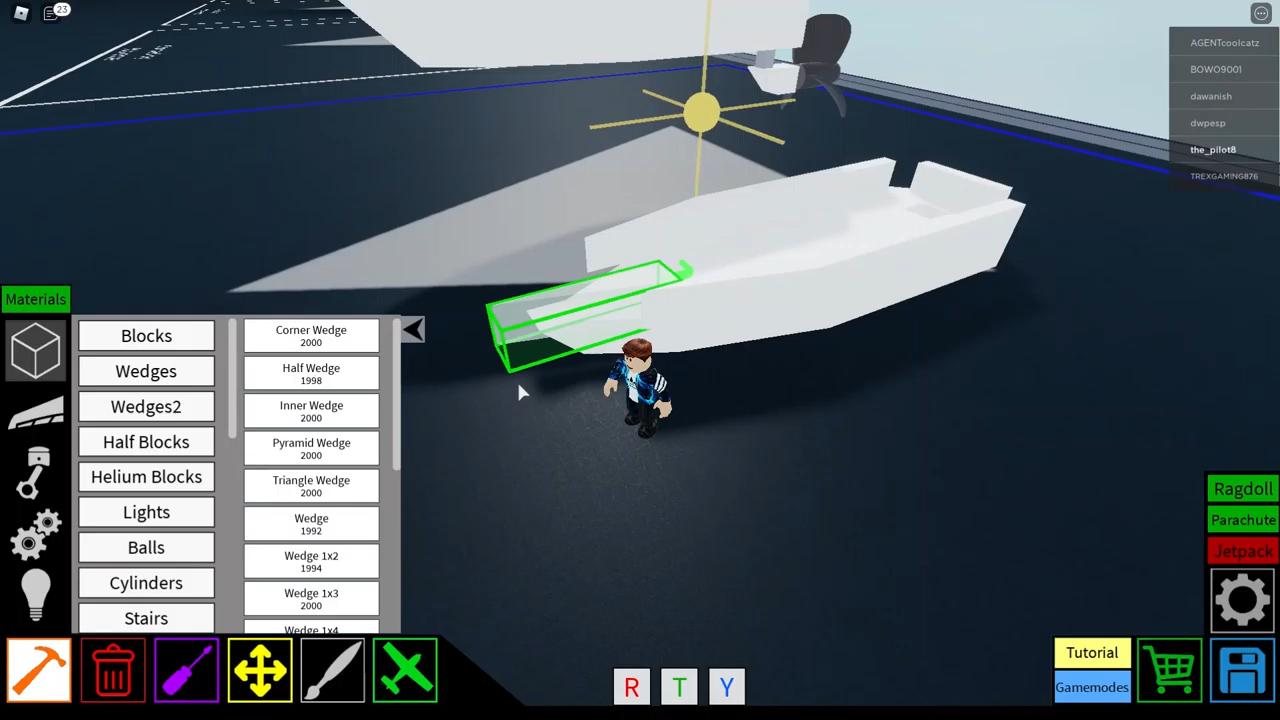 23
AGENTcoolcatz
BOWO9001
dawanish
dwpesp
the_pilot8
TREXGAMING876
Materials
Blocks
Wedges
Wedges2
Half Blocks
Helium Blocks
Lights
Balls
Cylinders
Stairs
Corner Wedge
2000
Half Wedge
1998
Inner Wedge
2000
Pyramid Wedge
2000
Triangle Wedge
2000
Wedge
1992
Wedge 1x2
1994
Wedge 1x3
2000
Wedge 1x4
Ragdoll
Parachute
Jetpack
Tutorial
Gamemodes
R T Y